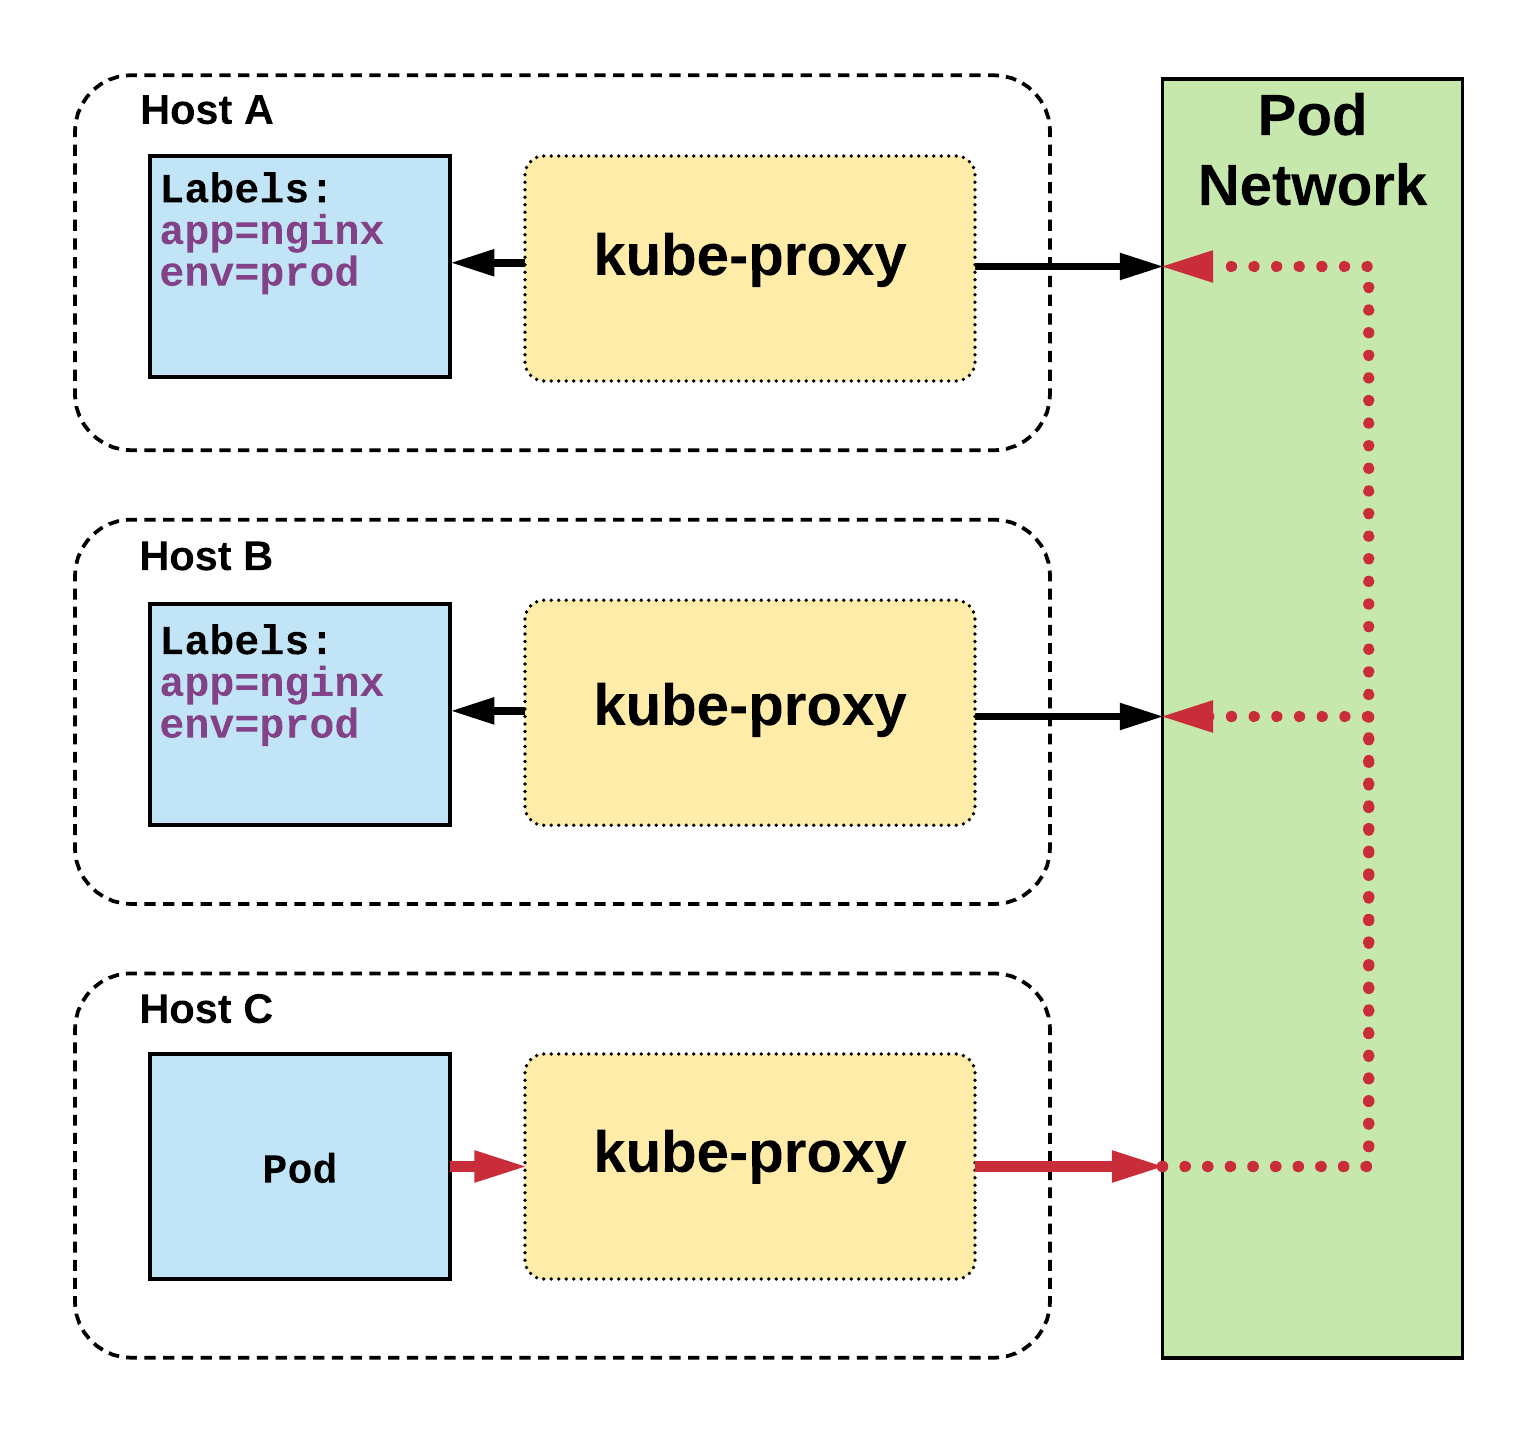 Host A
Labels:
app=nginx
env=prod
kube-proxy
Pod
Network
Host B
Labels:
app=nginx
env=prod
kube-proxy
Host C
Pod
kube-proxy